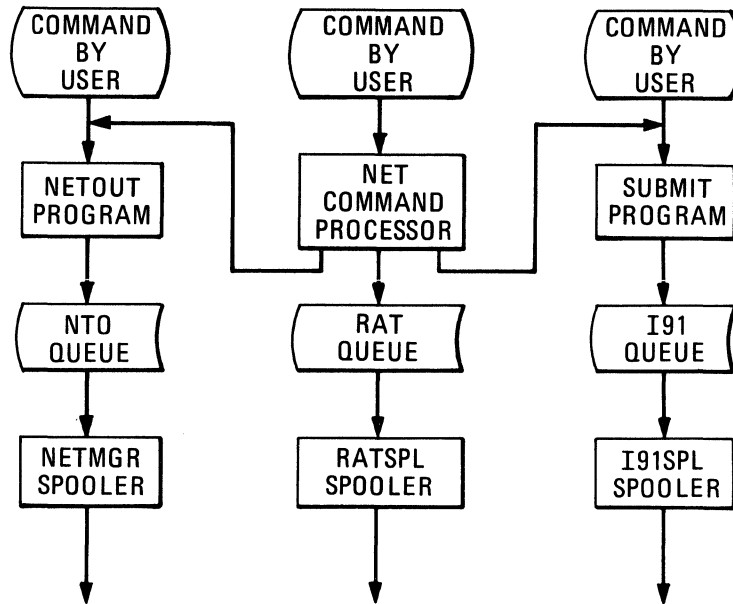 COMMAND
BY
USER
COMMAND
BY
USER
COMMAND
BY
USER
NETOUT
PROGRAM
NET
COMMAND
PROCESSOR
SUBMIT
PROGRAM
NTO
QUEUE
RAT
QUEUE
I91
QUEUE
NETMGR
SPOOLER
RATSPL
SPOOLER
I91SPL
SPOOLER